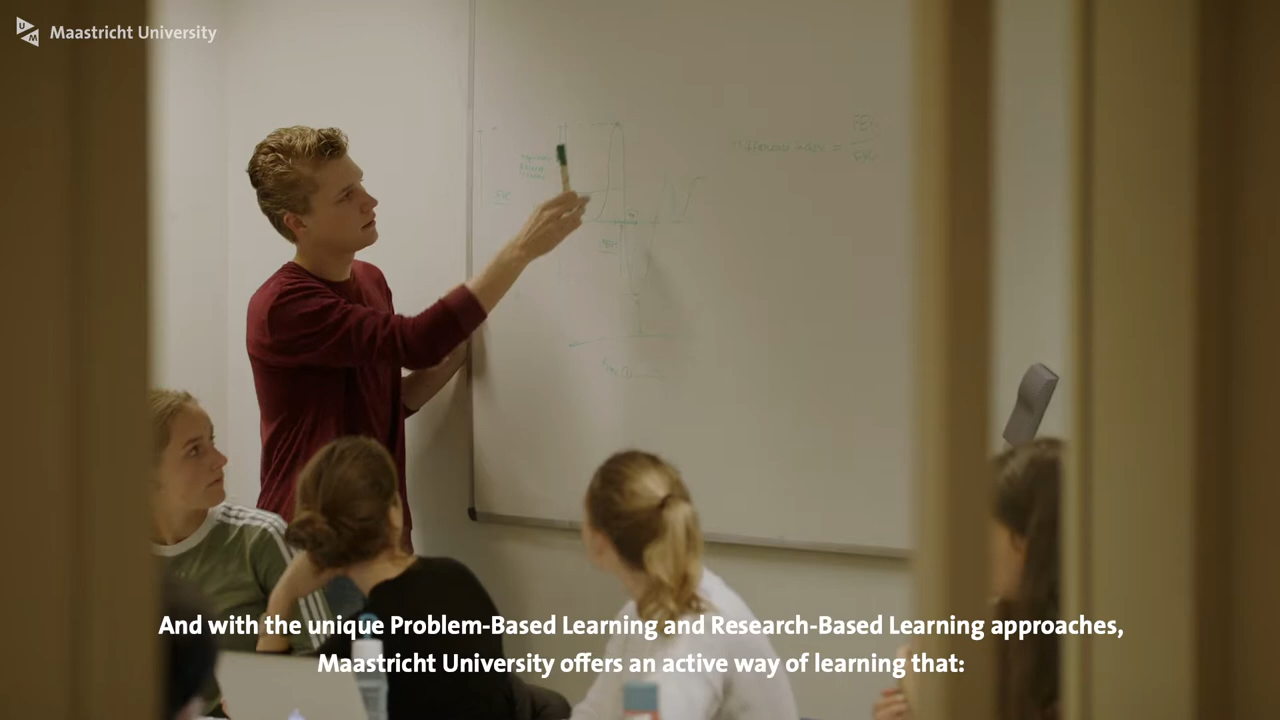 Maastricht University
And with the unique Problem-Based Learning and Research-Based Learning approaches,
Maastricht University offers an active way of learning that: